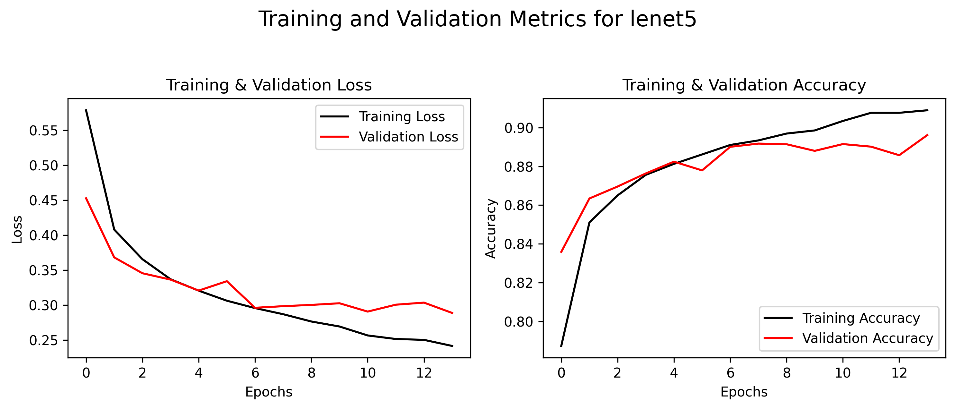 Training and Validation Metrics for lenet5
Training & Validation Loss
Training Loss
Validation Loss
0.55
0.50
0.45
0.40
0.35
0.30
0.25
Loss
0 2 4 6 8 10 12
Epochs
Training & Validation Accuracy
0.90
0.88
0.86
0.84
0.82
0.80
Accuracy
Training Accuracy
Validation Accuracy
0 2 4 6 8 10 12
Epochs